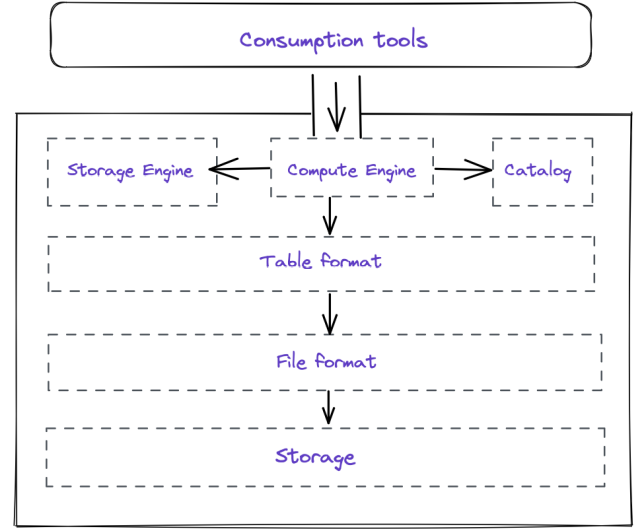 Consumption tools
Storage Engine
Compute Engine
Catalog
Table format
File format
Storage